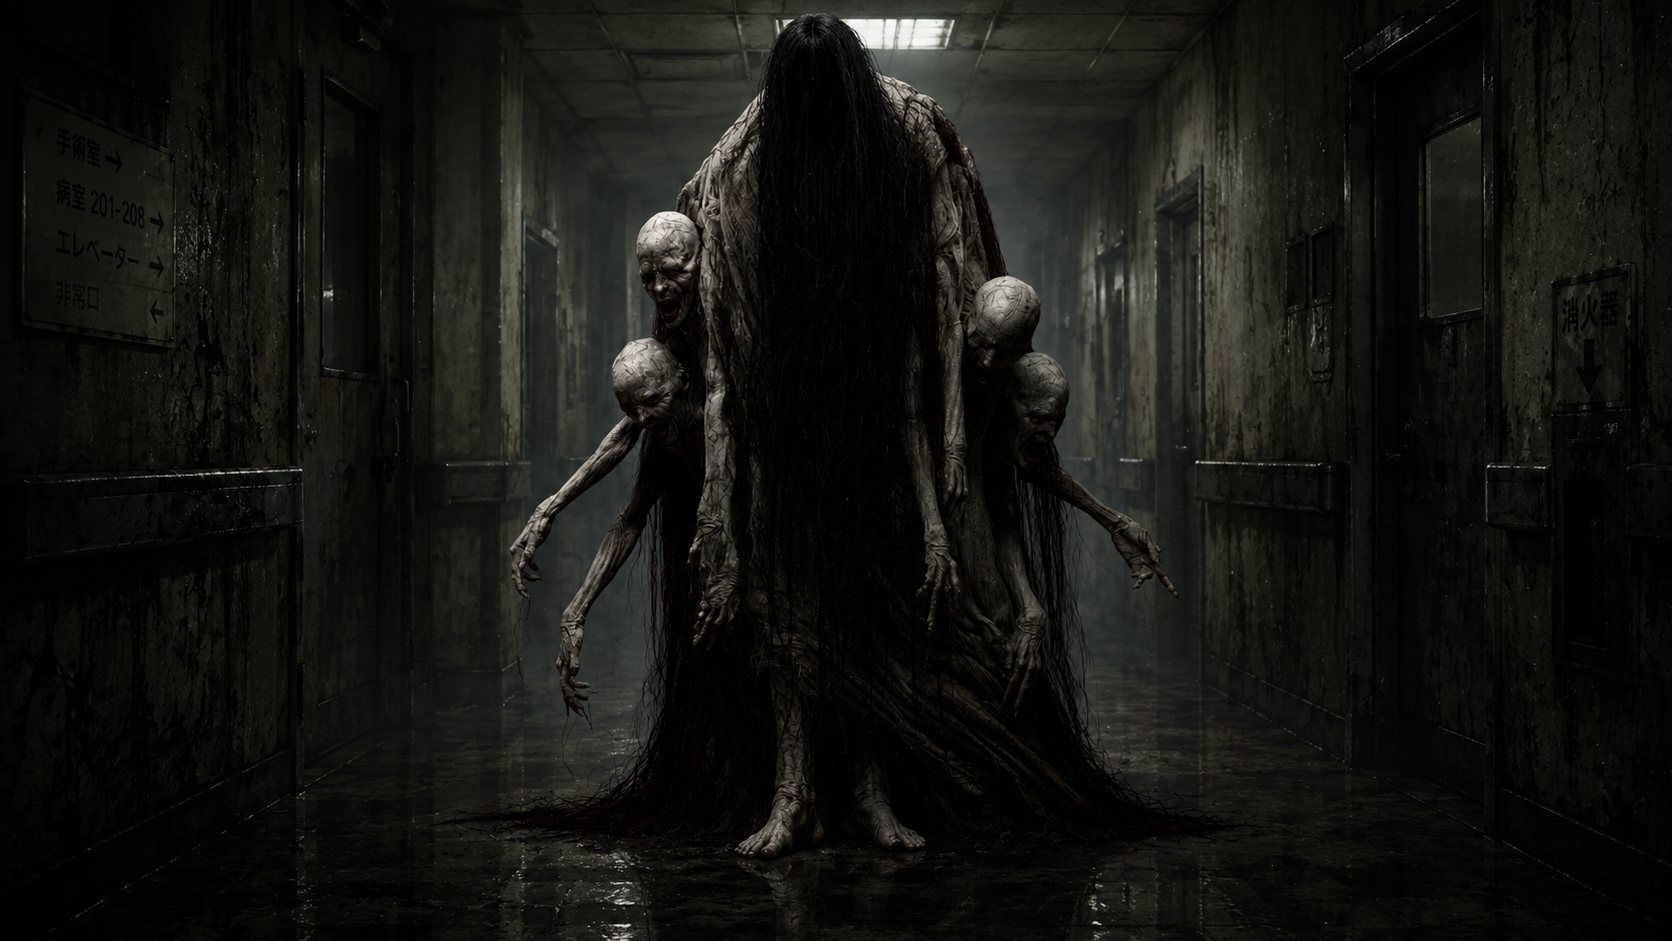 手術室 →
病室 201-208 →
エレベーター →
非常口 ←
消火器
↓